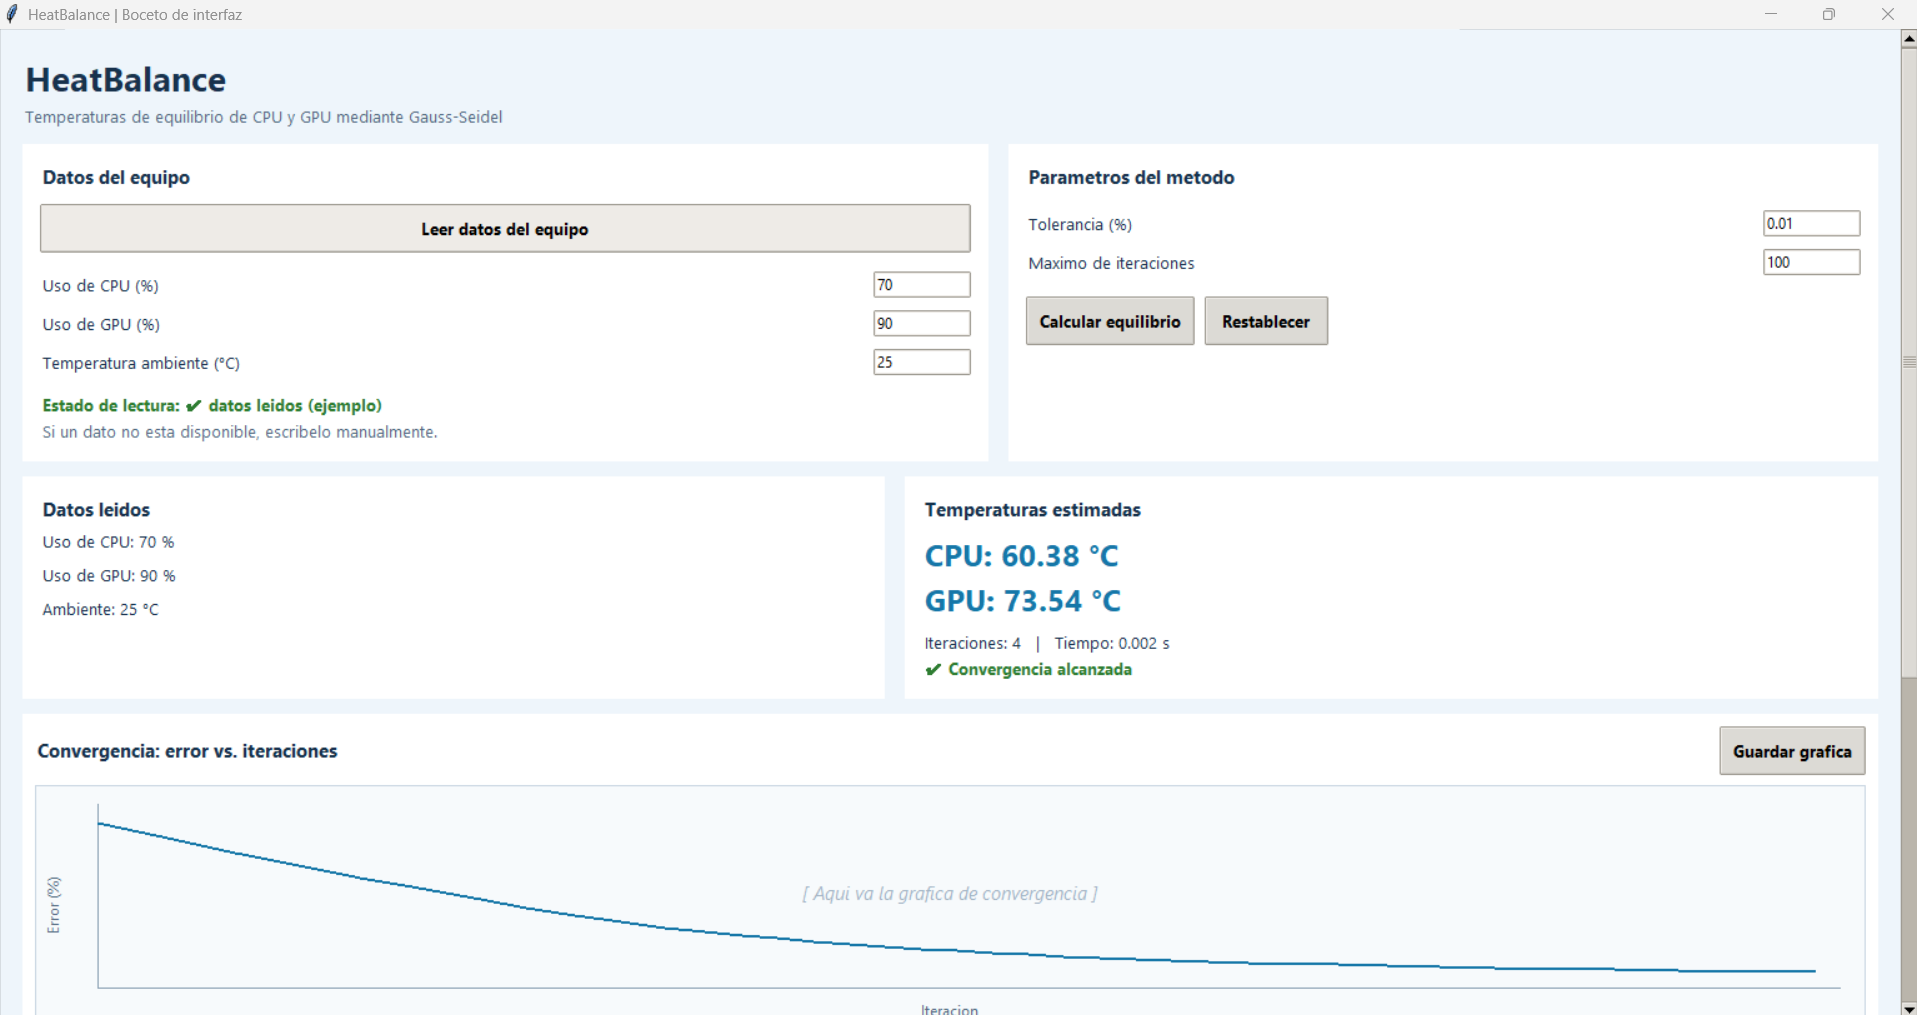 HeatBalance | Boceto de interfaz
HeatBalance
Temperaturas de equilibrio de CPU y GPU mediante Gauss-Seidel
Datos del equipo
Leer datos del equipo
Uso de CPU (%)
70
Uso de GPU (%)
90
Temperatura ambiente (°C)
25
Estado de lectura: ✔ datos leidos (ejemplo)
Si un dato no esta disponible, escribelo manualmente.
Parametros del metodo
Tolerancia (%)
0.01
Maximo de iteraciones
100
Calcular equilibrio
Restablecer
Datos leidos
Uso de CPU: 70 %
Uso de GPU: 90 %
Ambiente: 25 °C
Temperaturas estimadas
CPU: 60.38 °C
GPU: 73.54 °C
Iteraciones: 4 | Tiempo: 0.002 s
✔ Convergencia alcanzada
Convergencia: error vs. iteraciones
Guardar grafica
Error (%)
[ Aqui va la grafica de convergencia ]
Iteracion